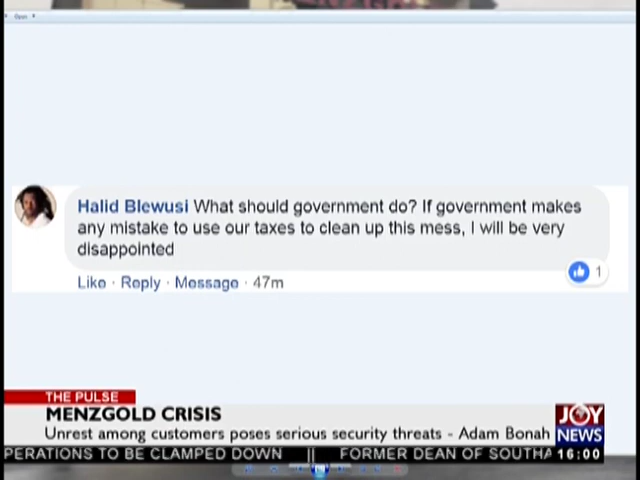 Open
Halid Blewusi What should government do? If government makes
any mistake to use our taxes to clean up this mess, I will be very
disappointed
1
Like · Reply · Message · 47m
THE PULSE
MENZGOLD CRISIS
Unrest among customers poses serious security threats - Adam Bonah
JOY
NEWS
PERATIONS TO BE CLAMPED DOWN || FORMER DEAN OF SOUTHA
16:00